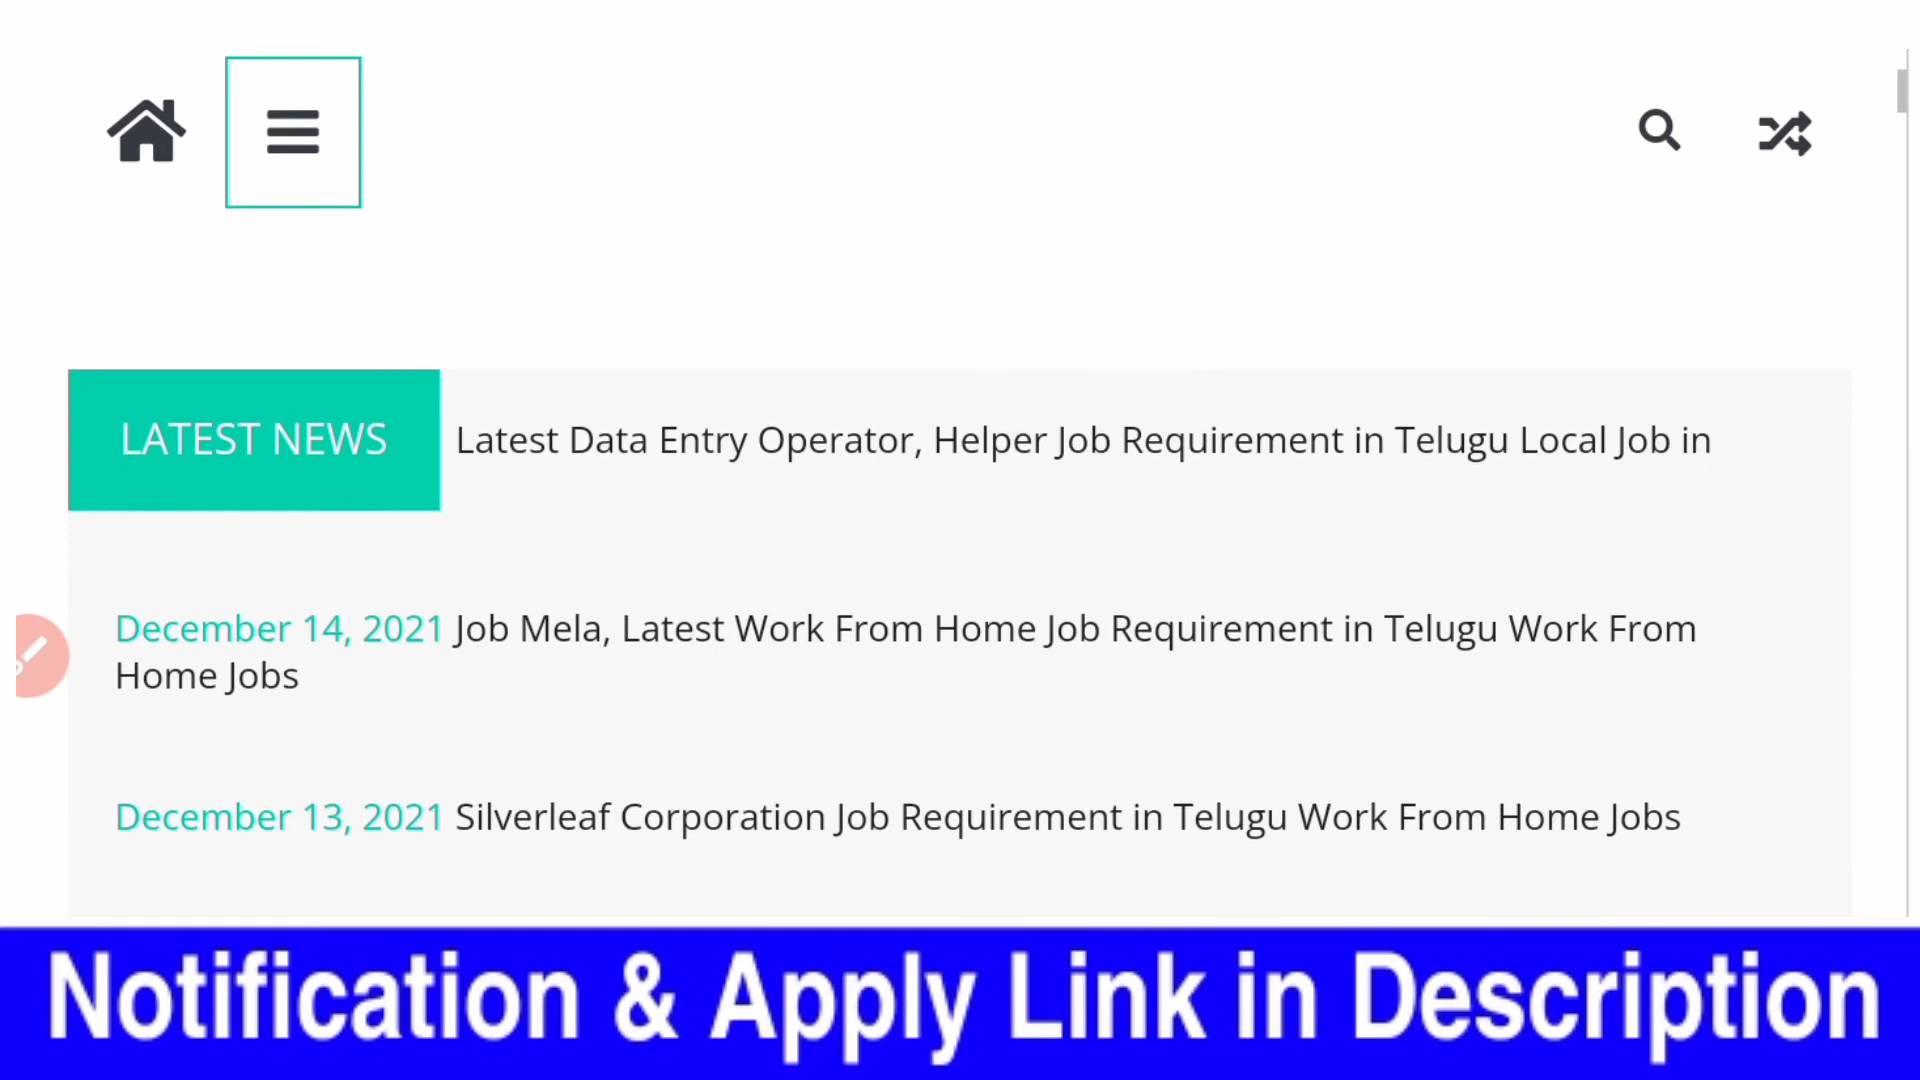 LATEST NEWS Latest Data Entry Operator, Helper Job Requirement in Telugu Local Job in
December 14, 2021 Job Mela, Latest Work From Home Job Requirement in Telugu Work From
Home Jobs
December 13, 2021 Silverleaf Corporation Job Requirement in Telugu Work From Home Jobs
Notification & Apply Link in Description